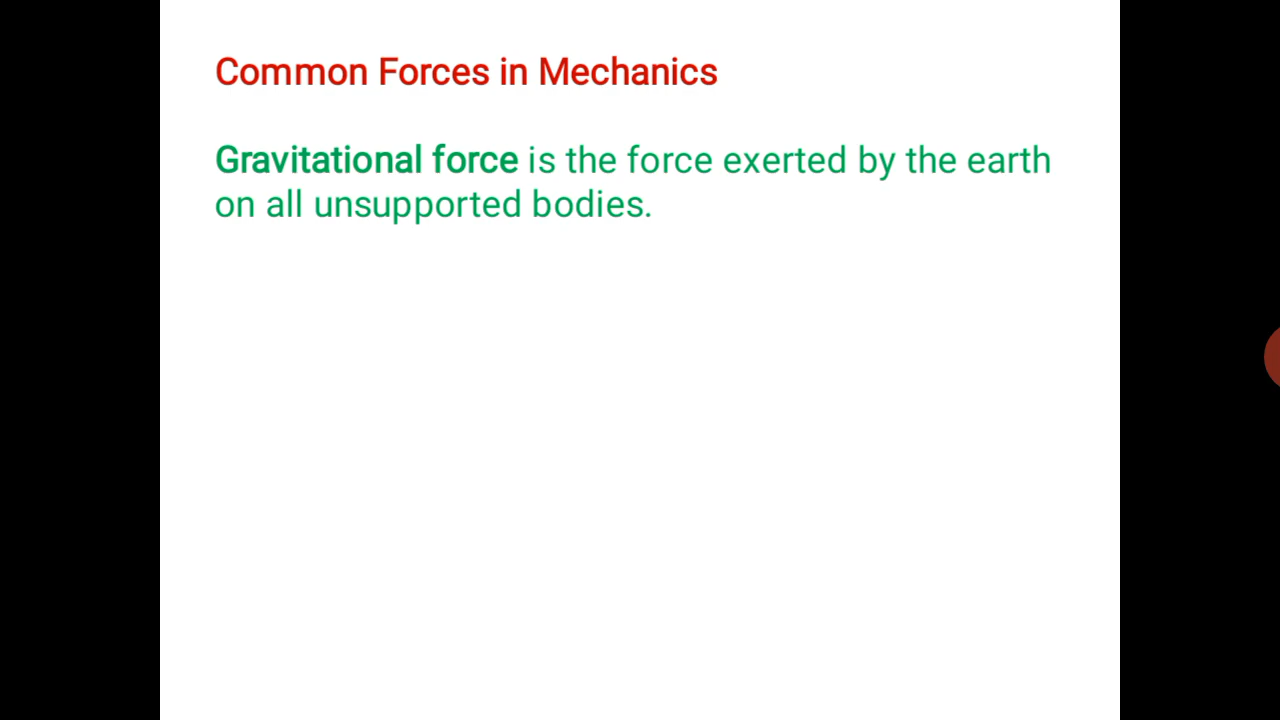 Common Forces in Mechanics
Gravitational force is the force exerted by the earth
on all unsupported bodies.